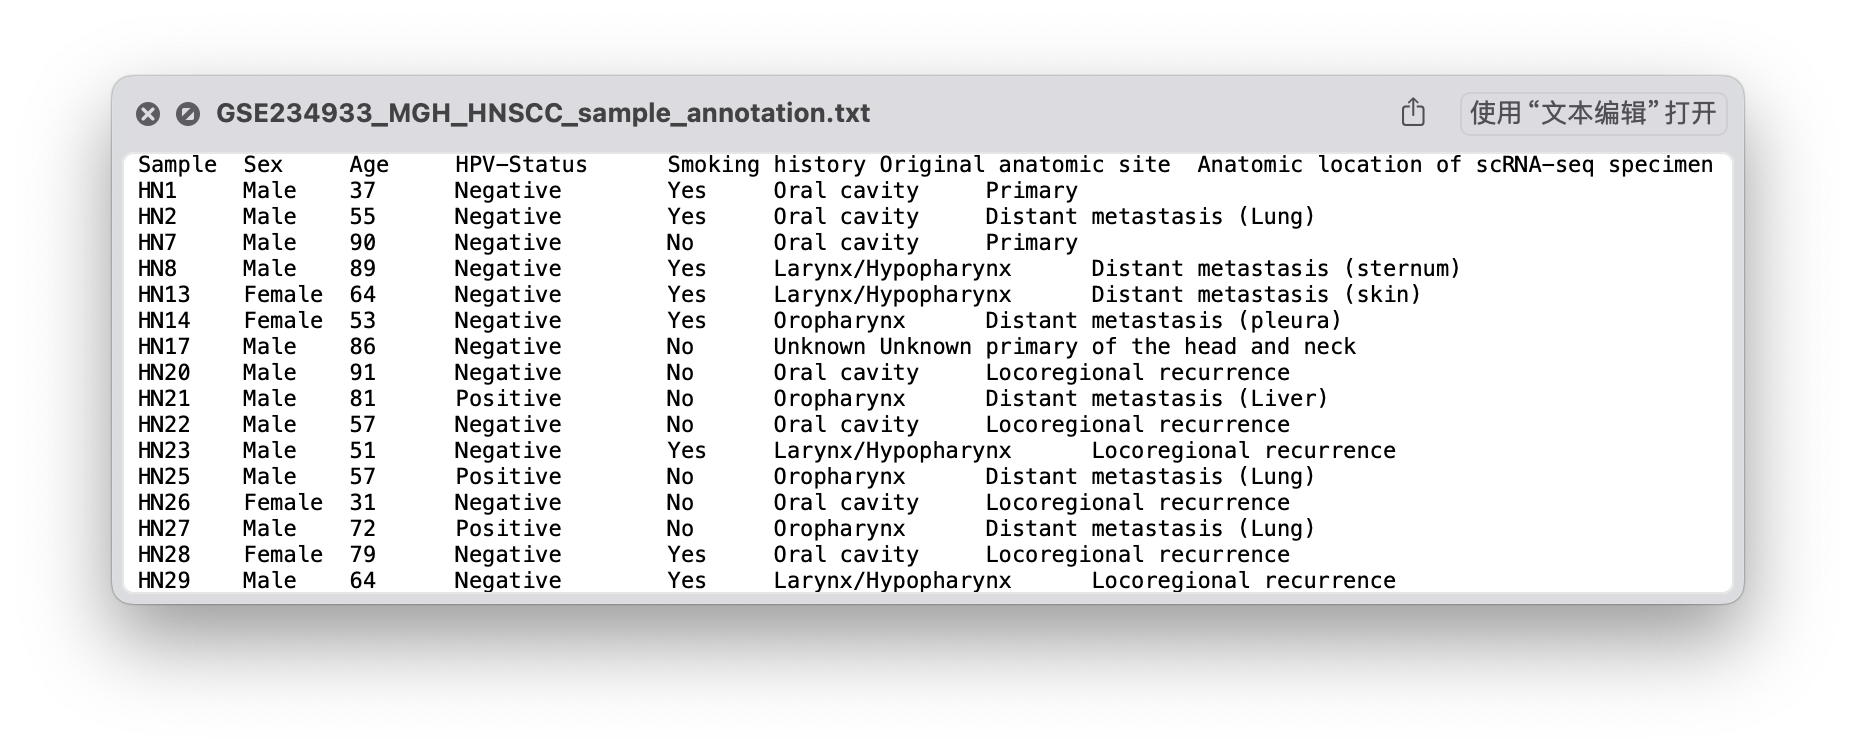 GSE234933_MGH_HNSCC_sample_annotation.txt 使用“文本编辑”打开
Sample Sex Age HPV-Status Smoking history Original anatomic site Anatomic location of scRNA-seq specimen
HN1 Male 37 Negative Yes Oral cavity Primary
HN2 Male 55 Negative Yes Oral cavity Distant metastasis (Lung)
HN7 Male 90 Negative No Oral cavity Primary
HN8 Male 89 Negative Yes Larynx/Hypopharynx Distant metastasis (sternum)
HN13 Female 64 Negative Yes Larynx/Hypopharynx Distant metastasis (skin)
HN14 Female 53 Negative Yes Oropharynx Distant metastasis (pleura)
HN17 Male 86 Negative No Unknown Unknown primary of the head and neck
HN20 Male 91 Negative No Oral cavity Locoregional recurrence
HN21 Male 81 Positive No Oropharynx Distant metastasis (Liver)
HN22 Male 57 Negative No Oral cavity Locoregional recurrence
HN23 Male 51 Negative Yes Larynx/Hypopharynx Locoregional recurrence
HN25 Male 57 Positive No Oropharynx Distant metastasis (Lung)
HN26 Female 31 Negative No Oral cavity Locoregional recurrence
HN27 Male 72 Positive No Oropharynx Distant metastasis (Lung)
HN28 Female 79 Negative Yes Oral cavity Locoregional recurrence
HN29 Male 64 Negative Yes Larynx/Hypopharynx Locoregional recurrence